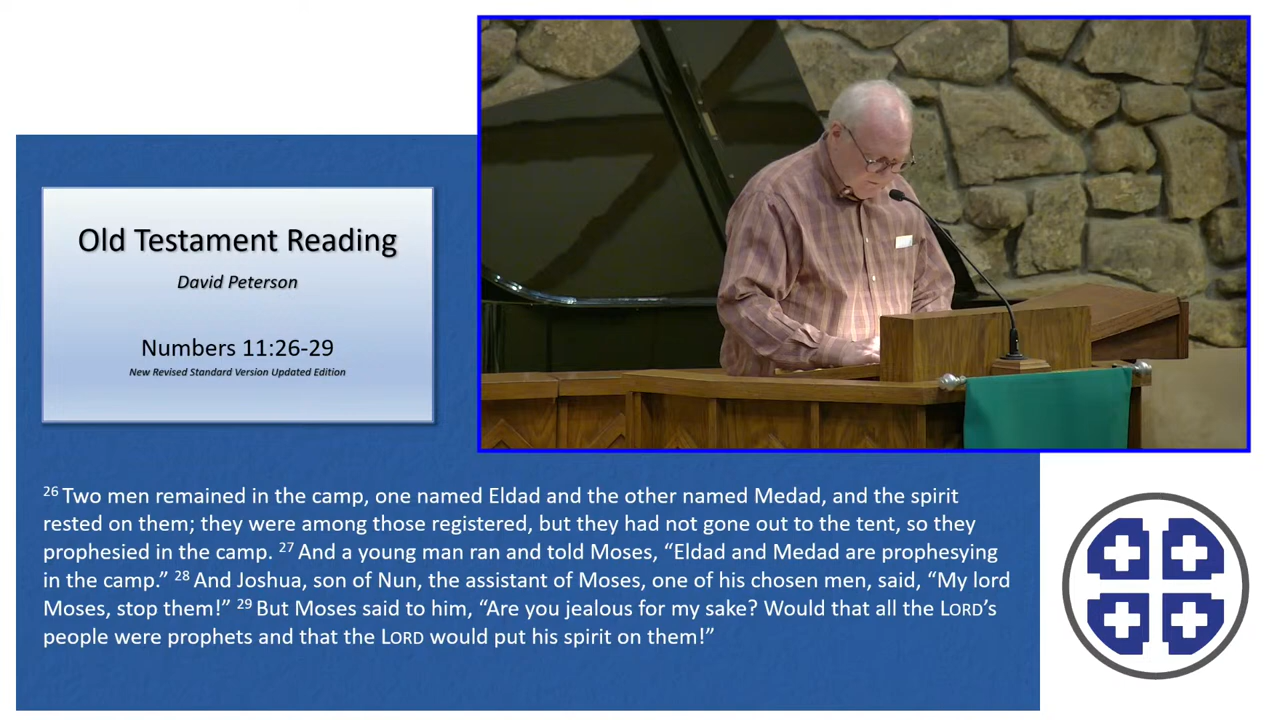 Old Testament Reading
David Peterson
Numbers 11:26-29
New Revised Standard Version Updated Edition
26 Two men remained in the camp, one named Eldad and the other named Medad, and the spirit
rested on them; they were among those registered, but they had not gone out to the tent, so they
prophesied in the camp. 27 And a young man ran and told Moses, “Eldad and Medad are prophesying
in the camp.” 28 And Joshua, son of Nun, the assistant of Moses, one of his chosen men, said, “My lord
Moses, stop them!” 29 But Moses said to him, “Are you jealous for my sake? Would that all the LORD’s
people were prophets and that the LORD would put his spirit on them!”